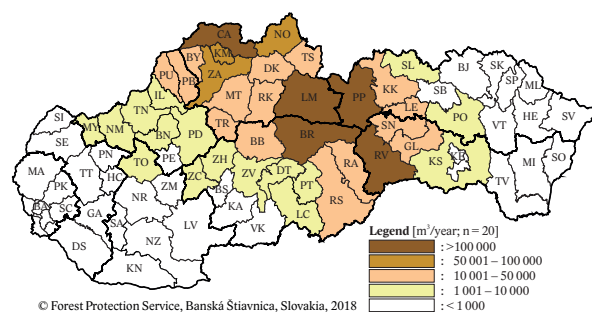 CA
NO
BY
KM
TS
SL
BJ
SK
PU
PB
ZA
DK
SP
ML
KK
SB
IL
MT
RK
LM
PP
LE
PO
HE
SV
SI
MY
NM
TN
TR
SN
VT
SE
BN
PD
BB
BR
GL
PN
TO
PE
ZH
RA
RV
KS
KE
SO
MA
TT
HC
ZM
ZC
ZV
DT
MI
PK
NR
BS
PT
RS
TV
BA
SC
GA
SA
KA
LC
LV
VK
DS
NZ
KN
Legend [m³/year; n = 20]
: >100 000
: 50 001 – 100 000
: 10 001 – 50 000
: 1 001 – 10 000
: < 1 000
© Forest Protection Service, Banská Štiavnica, Slovakia, 2018